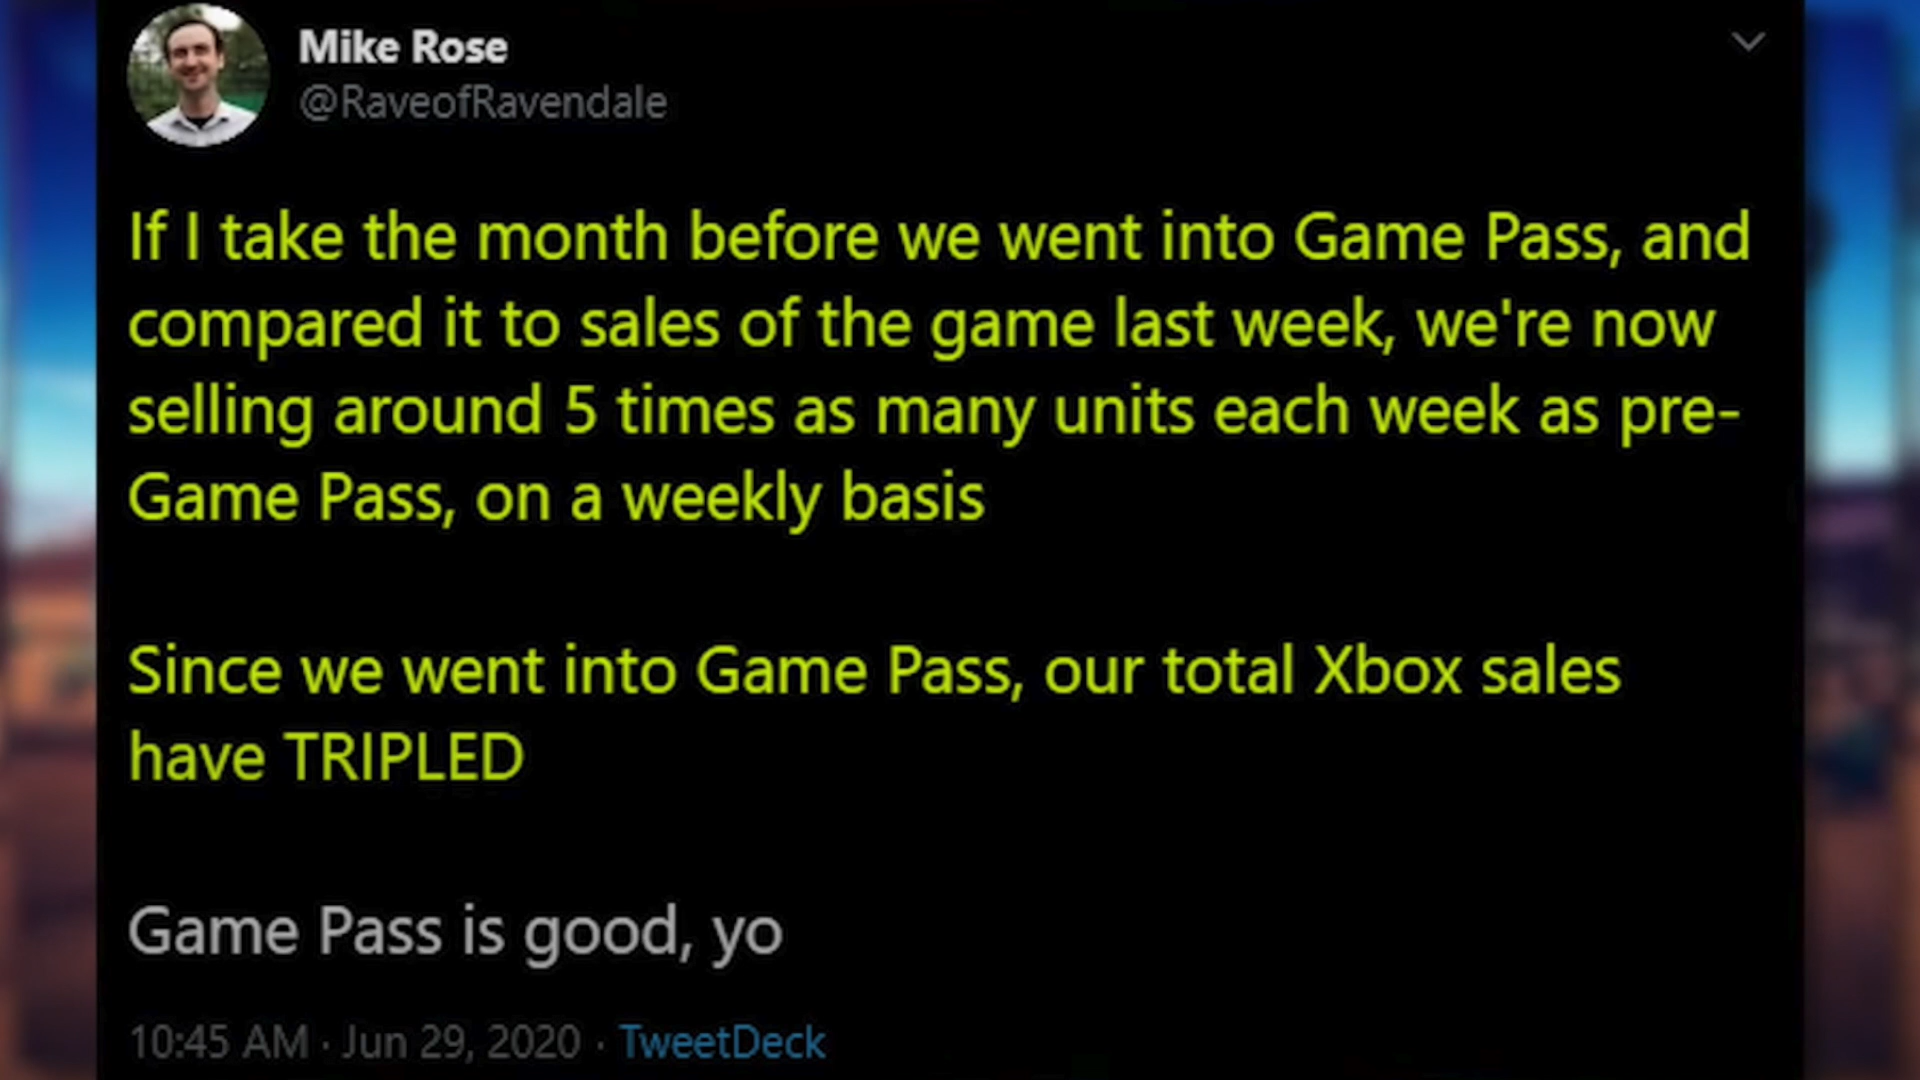 Mike Rose
@RaveofRavendale
If I take the month before we went into Game Pass, and
compared it to sales of the game last week, we're now
selling around 5 times as many units each week as pre-
Game Pass, on a weekly basis
Since we went into Game Pass, our total Xbox sales
have TRIPLED
Game Pass is good, yo
10:45 AM · Jun 29, 2020 · TweetDeck